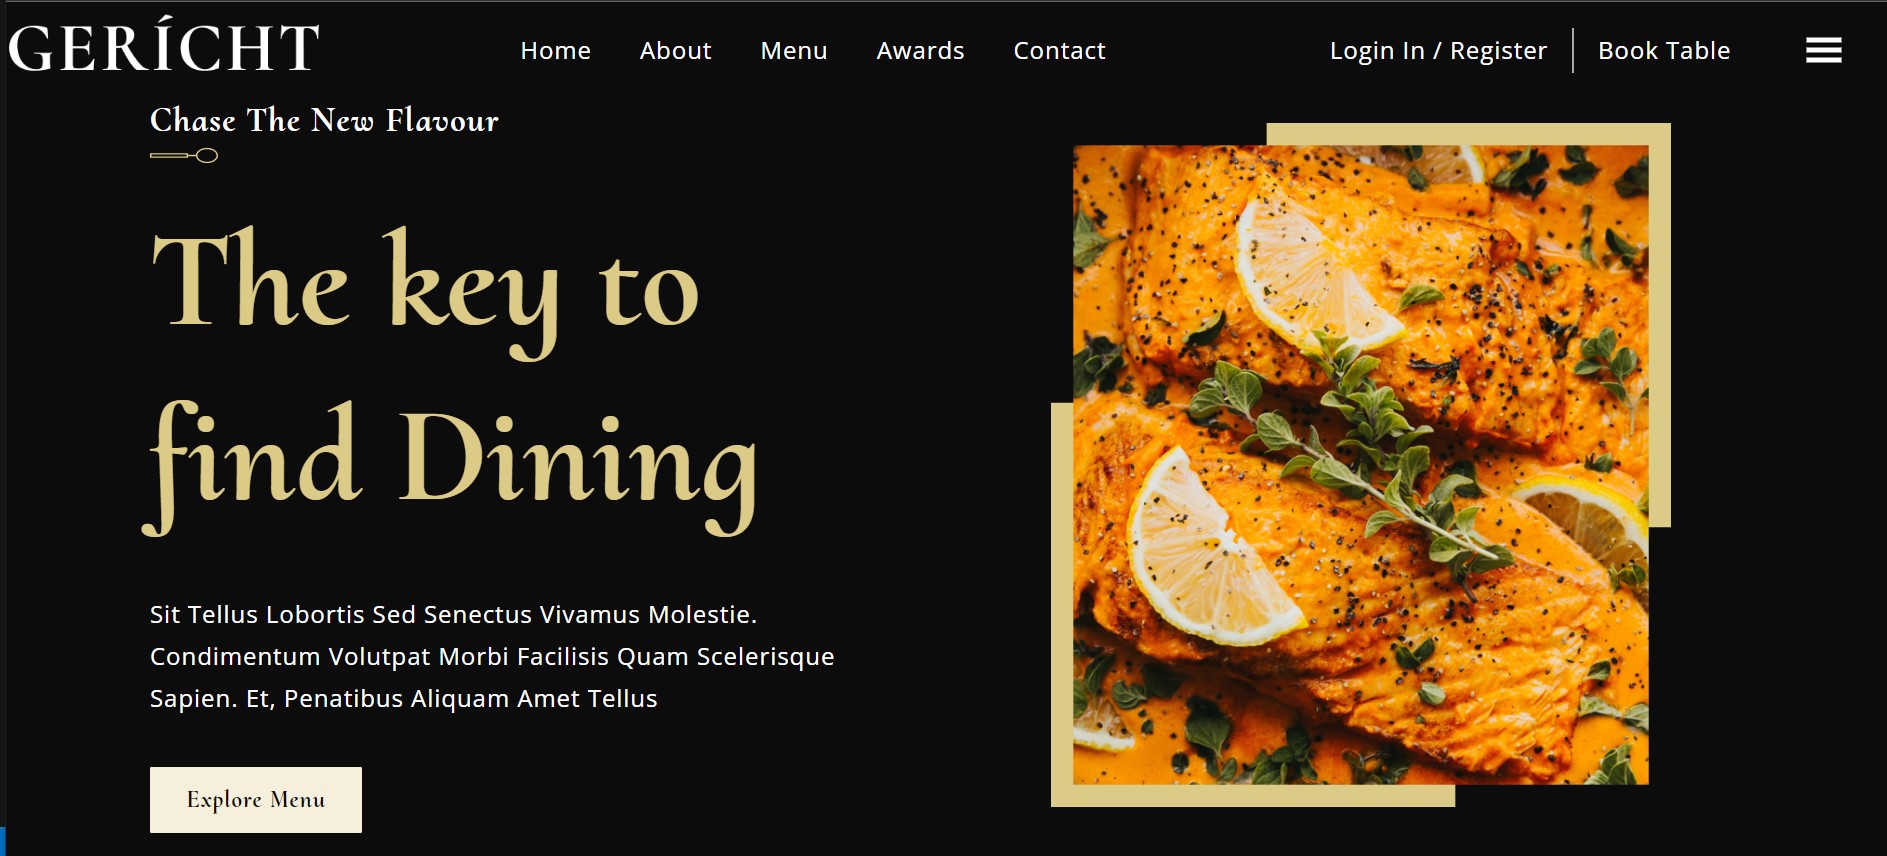 GERÍCHT
Home About Menu Awards Contact Login In / Register Book Table
Chase The New Flavour
The key to
find Dining
Sit Tellus Lobortis Sed Senectus Vivamus Molestie.
Condimentum Volutpat Morbi Facilisis Quam Scelerisque
Sapien. Et, Penatibus Aliquam Amet Tellus
Explore Menu